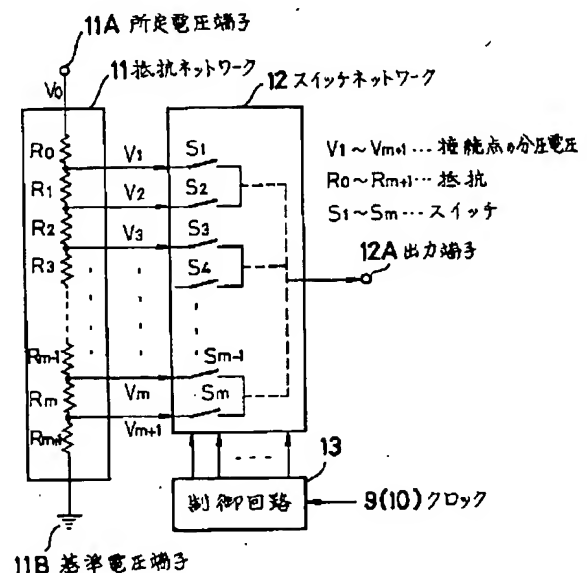 11A 所定電圧端子
Vo
11 抵抗ネットワーク
12 スイッチネットワーク
R0
R1
R2
R3
Rm-1
Rm
Rm+1
V1
V2
V3
Vm
Vm+1
S1
S2
S3
S4
Sm-1
Sm
V1～Vm+1 … 接続点の分圧電圧
R0～Rm+1 … 抵抗
S1～Sm … スイッチ
12A 出力端子
13
制御回路
9(10) クロック
11B 基準電圧端子